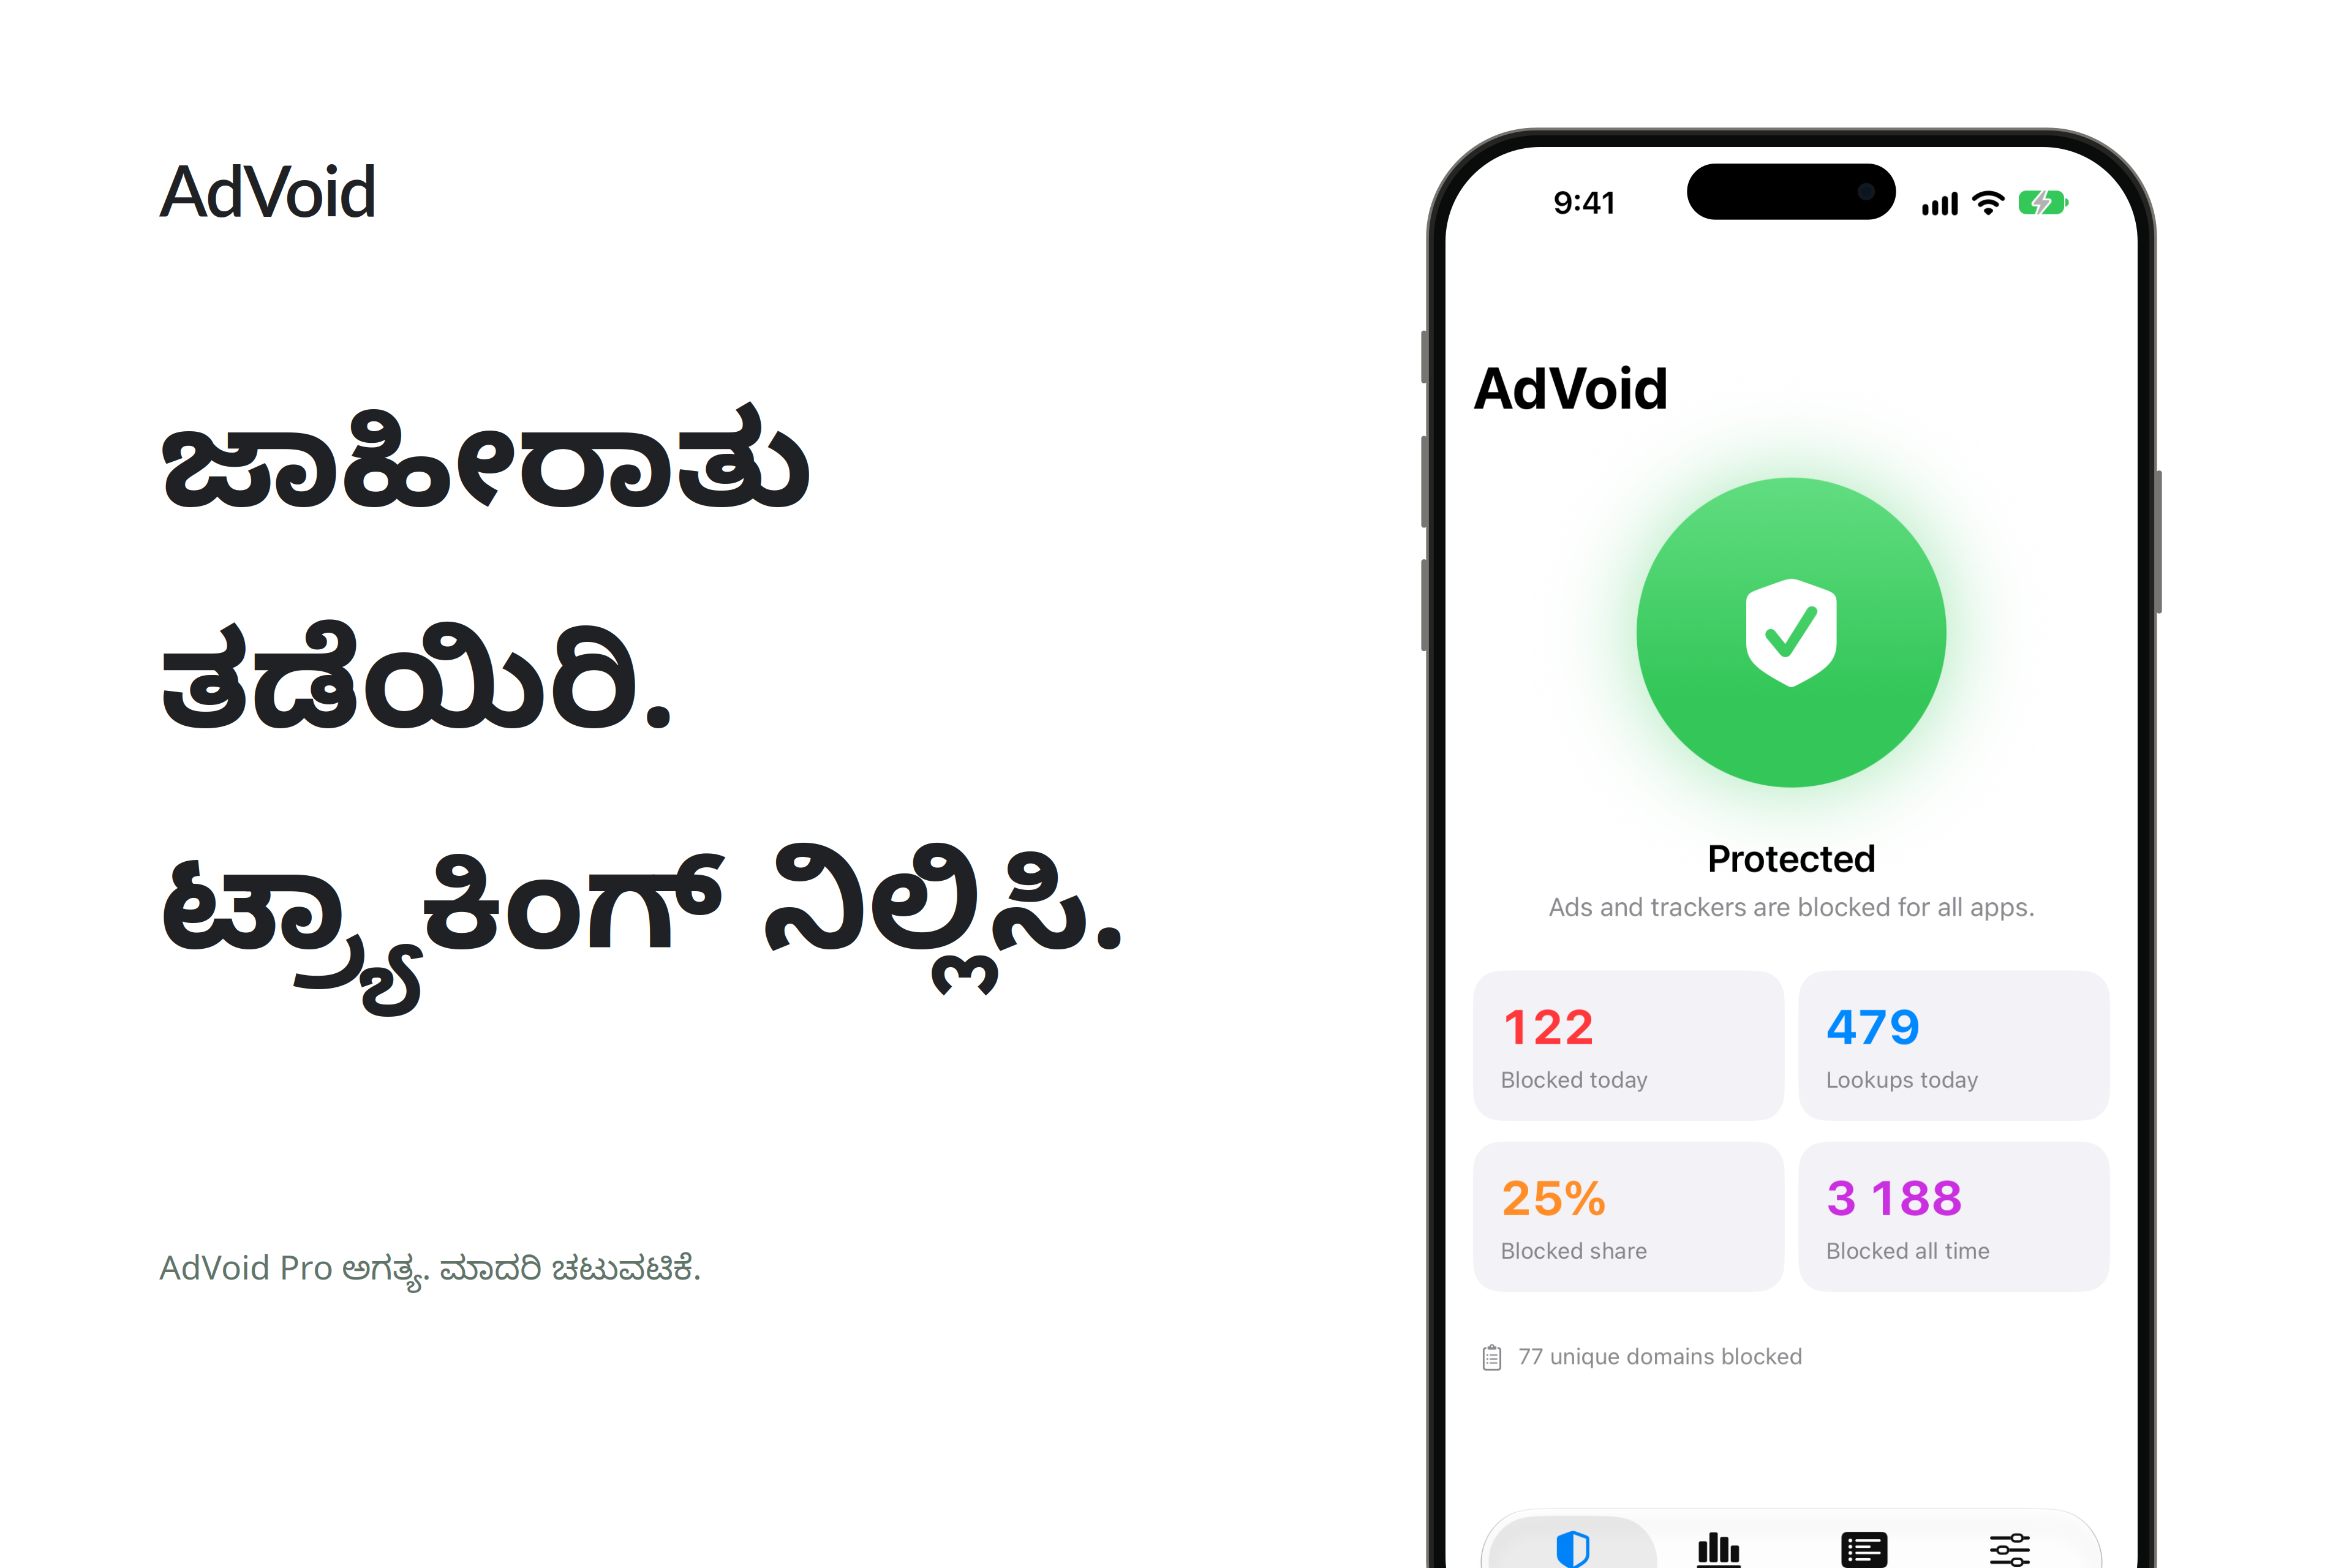 AdVoid
ಜಾಹೀರಾತು
ತಡೆಯಿರಿ.
ಟ್ರ್ಯಾಕಿಂಗ್ ನಿಲ್ಲಿಸಿ.
AdVoid Pro ಅಗತ್ಯ. ಮಾದರಿ ಚಟುವಟಿಕೆ.
9:41
AdVoid
Protected
Ads and trackers are blocked for all apps.
122
Blocked today
479
Lookups today
25%
Blocked share
3 188
Blocked all time
77 unique domains blocked